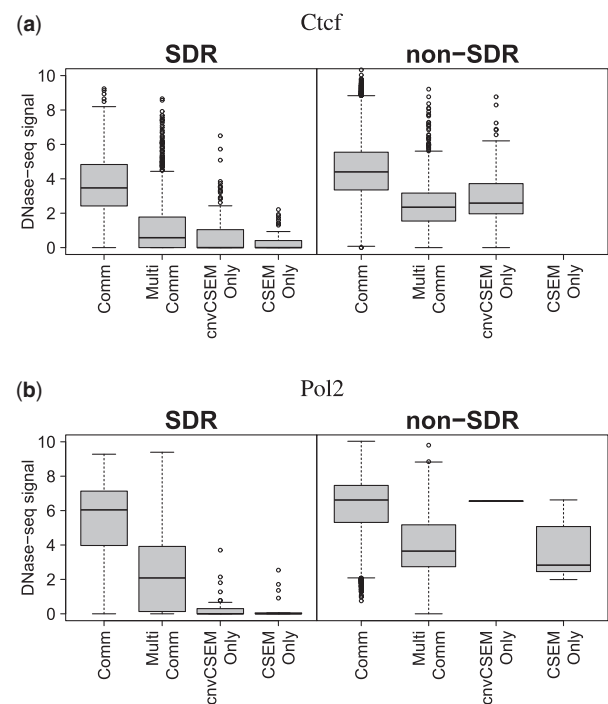 (a) Ctcf
SDR non-SDR
DNase-seq signal
10
8
6
4
2
0
Comm
Multi
Comm
cnvCSEM
Only
CSEM
Only
Comm
Multi
Comm
cnvCSEM
Only
CSEM
Only
(b) Pol2
SDR non-SDR
DNase-seq signal
10
8
6
4
2
0
Comm
Multi
Comm
cnvCSEM
Only
CSEM
Only
Comm
Multi
Comm
cnvCSEM
Only
CSEM
Only